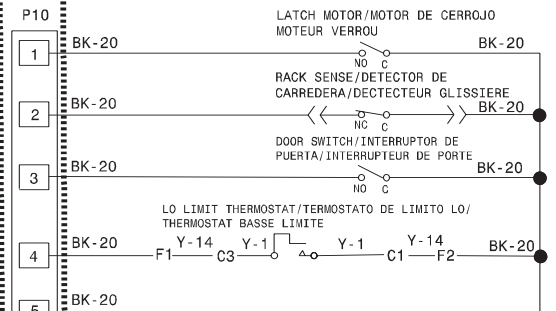 P10
LATCH MOTOR/MOTOR DE CERROJO
MOTEUR VERROU
1 BK-20 NO C BK-20
RACK SENSE/DETECTOR DE
CARREDERA/DECTECTEUR GLISSIERE
2 BK-20 NC C BK-20
DOOR SWITCH/INTERRUPTOR DE
PUERTA/INTERRUPTEUR DE PORTE
3 BK-20 NO C BK-20
LO LIMIT THERMOSTAT/TERMOSTATO DE LIMITO LO/
THERMOSTAT BASSE LIMITE
4 BK-20 F1 Y-14 C3 Y-1 Y-1 C1 Y-14 F2 BK-20
5 BK-20